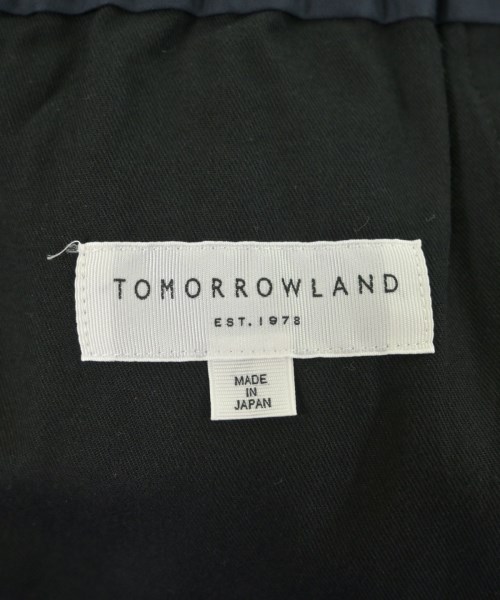 TOMORROWLAND
EST. 1978
MADE
IN
JAPAN